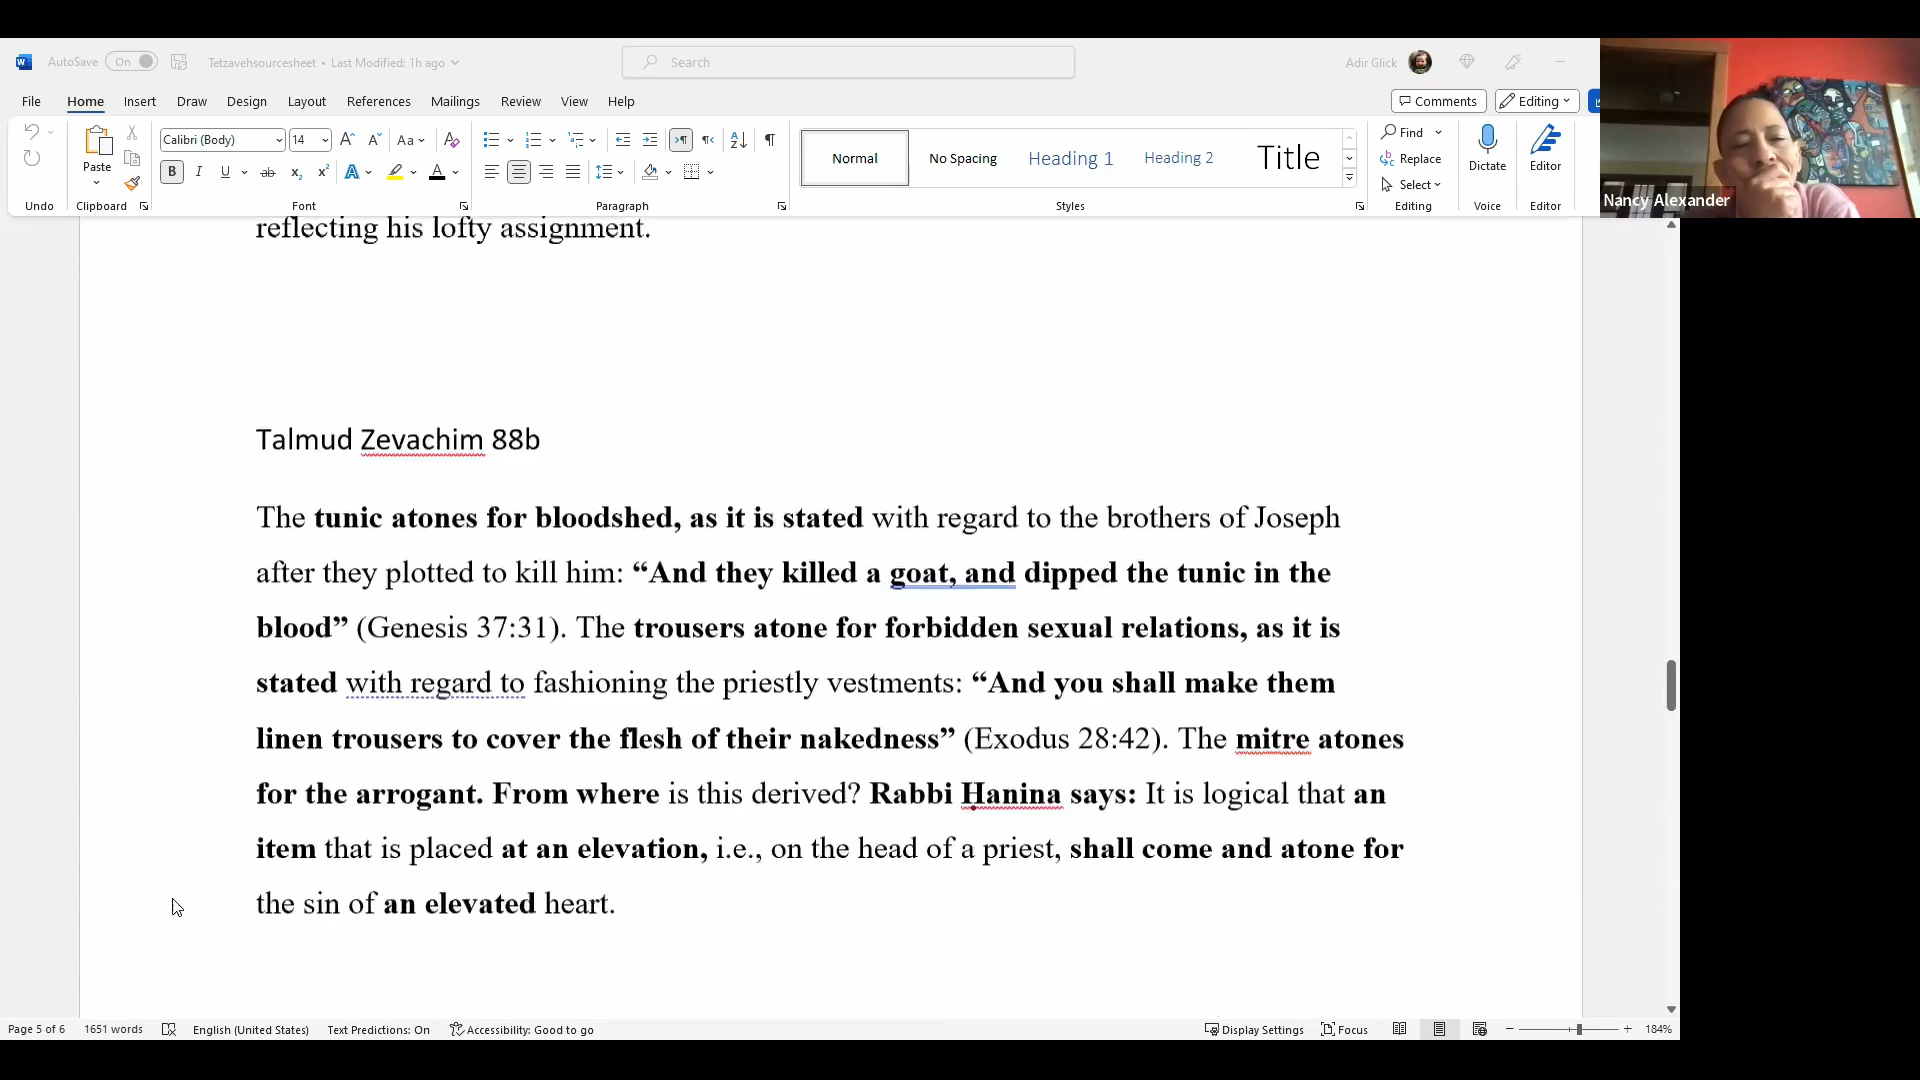 AutoSave On Tetzavehsourcesheet • Last Modified: 1h ago Search Adir Glick
File Home Insert Draw Design Layout References Mailings Review View Help Comments Editing
Calibri (Body) 14 Aa Find
Paste Normal No Spacing Heading 1 Heading 2 Title Replace Dictate Editor
Select
Undo Clipboard Font Paragraph Styles Editing Voice Editor
Nancy Alexander
reflecting his lofty assignment.
Talmud Zevachim 88b
The tunic atones for bloodshed, as it is stated with regard to the brothers of Joseph
after they plotted to kill him: “And they killed a goat, and dipped the tunic in the
blood” (Genesis 37:31). The trousers atone for forbidden sexual relations, as it is
stated with regard to fashioning the priestly vestments: “And you shall make them
linen trousers to cover the flesh of their nakedness” (Exodus 28:42). The mitre atones
for the arrogant. From where is this derived? Rabbi Ḥanina says: It is logical that an
item that is placed at an elevation, i.e., on the head of a priest, shall come and atone for
the sin of an elevated heart.
Page 5 of 6 1651 words English (United States) Text Predictions: On Accessibility: Good to go Display Settings Focus 184%